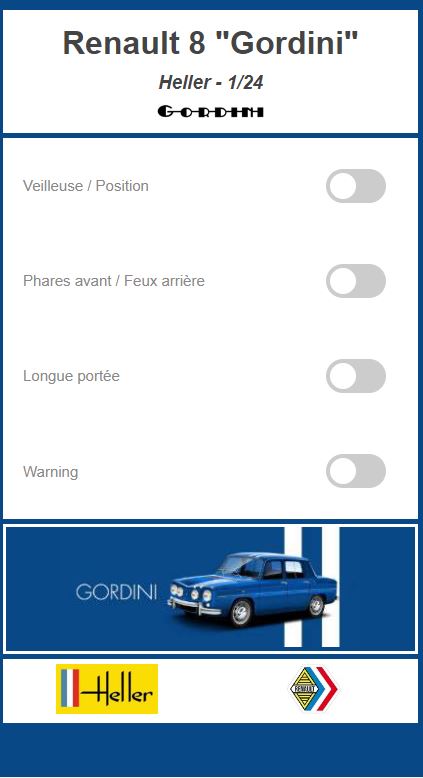 Renault 8 "Gordini"
Heller - 1/24
GORDINI
Veilleuse / Position
Phares avant / Feux arrière
Longue portée
Warning
GORDINI
Heller
RENAULT